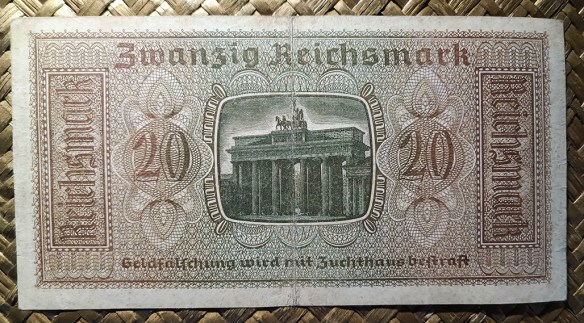 Zwanzig Reichsmark
Reichsmark
20
20
Reichsmark
Geldfälschung wird mit Zuchthaus bestraft